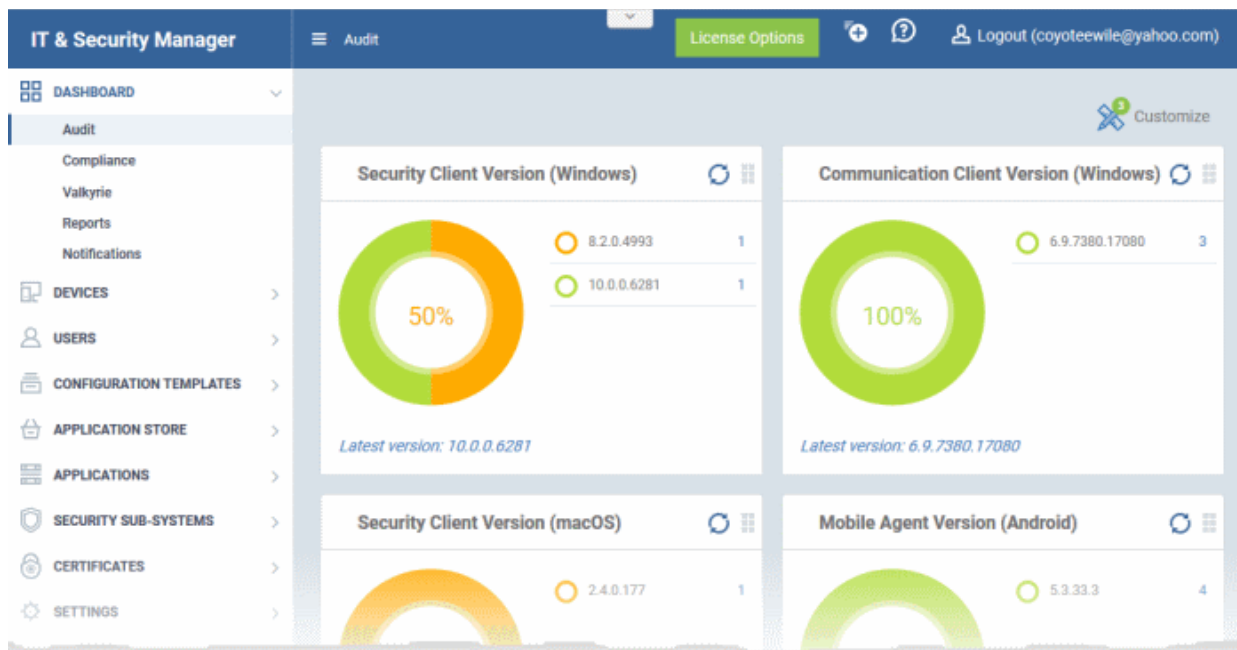 IT & Security Manager
Audit
License Options
Logout (coyoteewile@yahoo.com)
DASHBOARD
Audit
Compliance
Valkyrie
Reports
Notifications
DEVICES
USERS
CONFIGURATION TEMPLATES
APPLICATION STORE
APPLICATIONS
SECURITY SUB-SYSTEMS
CERTIFICATES
SETTINGS
3
Customize
Security Client Version (Windows)
50%
8.2.0.4993 1
10.0.0.6281 1
Latest version: 10.0.0.6281
Communication Client Version (Windows)
100%
6.9.7380.17080 3
Latest version: 6.9.7380.17080
Security Client Version (macOS)
2.4.0.177 1
Mobile Agent Version (Android)
5.3.33.3 4